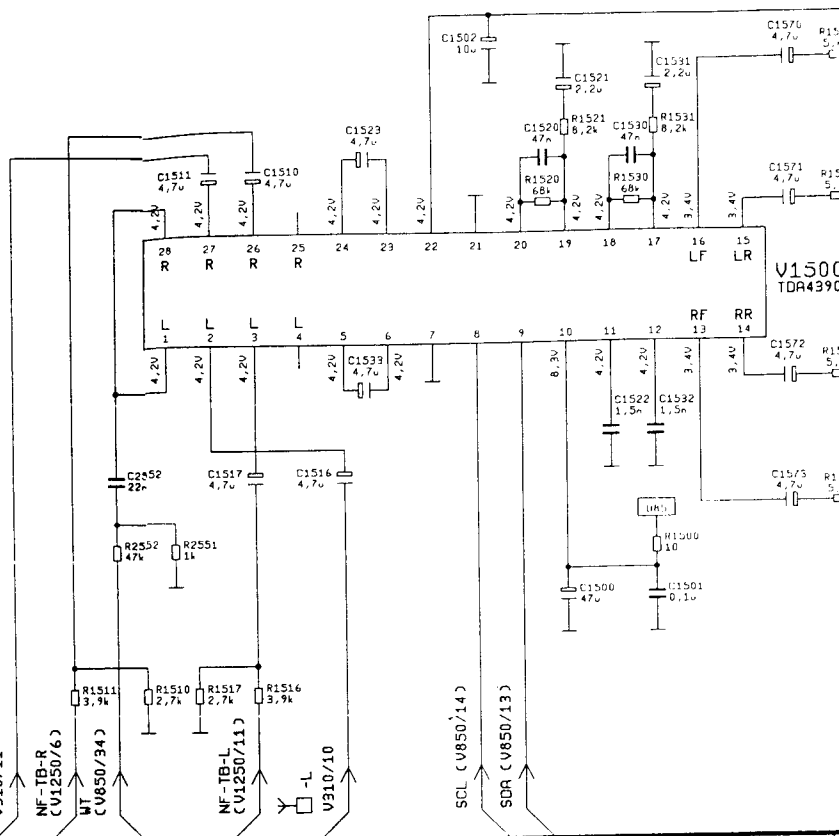 C1502
10u
C1570
4,7u
C1521
2,2u
C1531
2,2u
R1521
8,2k
R1531
8,2k
C1520
47n
C1530
47n
C1523
4,7u
C1511
4,7u
C1510
4,7u
R1520
68k
R1530
68k
C1571
4,7u
4,2V
4,2V
4,2V
4,2V
4,2V
4,2V
4,2V
4,2V
4,2V
4,2V
3,4V
3,4V
28 27 26 25 24 23 22 21 20 19 18 17 16 15
R R R R LF LR
V1500
TDA4390
L L L L RF RR
1 2 3 4 5 6 7 8 9 10 11 12 13 14
4,2V
4,2V
4,2V
4,2V
4,2V
8,3V
4,2V
4,2V
3,4V
3,4V
C1533
4,7u
C1572
4,7u
C1522
1,5n
C1532
1,5n
C2552
22n
C1517
4,7u
C1516
4,7u
C1573
4,7u
U85
R1500
10
R2552
47k
R2551
1k
C1500
47u
C1501
0,1u
R1511
3,9k
R1510
2,7k
R1517
2,7k
R1516
3,9k
NF-TB-R
(V1250/6)
WT
(V850/34)
NF-TB-L
(V1250/11)
-L
V310/10
SCL (V850/14)
SDA (V850/13)